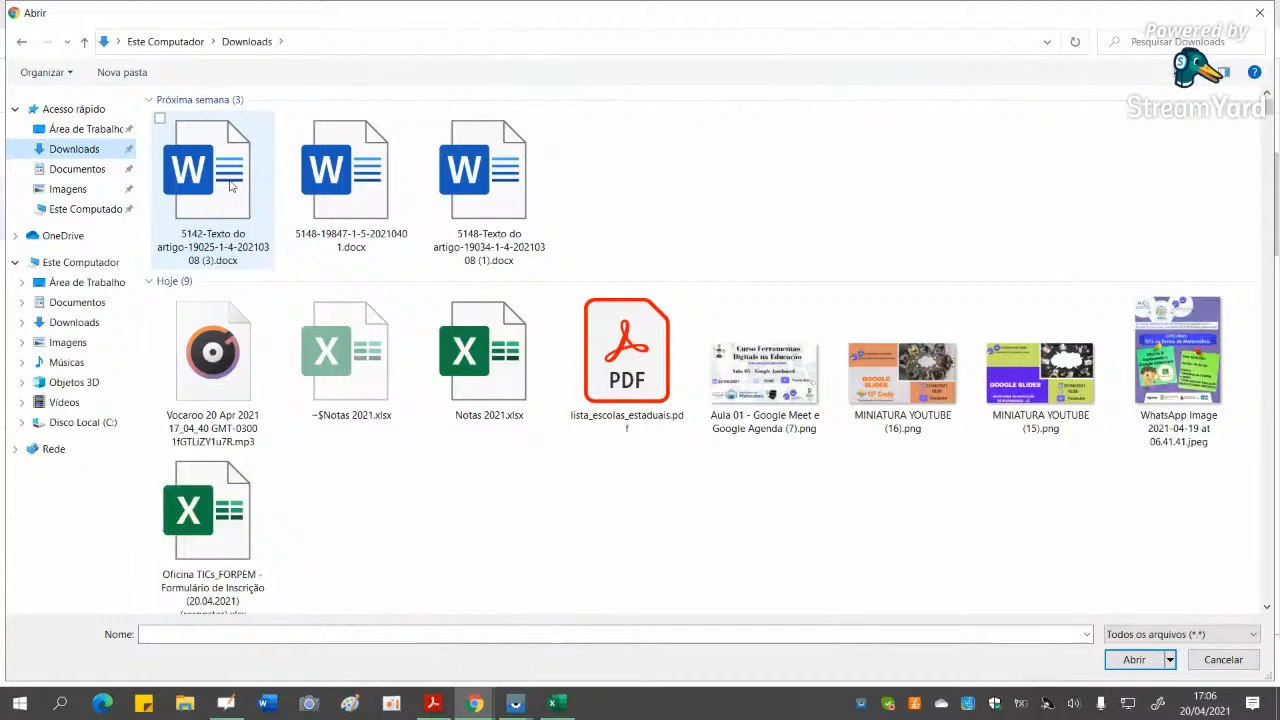 Abrir
Este Computador > Downloads >
Pesquisar Downloads
Powered by
StreamYard
Organizar
Nova pasta
Acesso rápido
Área de Trabalho
Downloads
Documentos
Imagens
Este Computado
OneDrive
Este Computador
Área de Trabalho
Documentos
Downloads
Imagens
Músicas
Objetos 3D
Vídeos
Disco Local (C:)
Rede
Próxima semana (3)
5142-Texto do
artigo-19025-1-4-202103
08 (3).docx
5148-19847-1-5-2021040
1.docx
5148-Texto do
artigo-19034-1-4-202103
08 (1).docx
Hoje (9)
Vocaroo 20 Apr 2021
17_04_40 GMT-0300
1fGTLiZY1u7R.mp3
~$Notas 2021.xlsx
Notas 2021.xlsx
PDF
lista_escolas_estaduais.pd
f
Curso Ferramentas
Digitais na Educação
Aula 01 - Google Meet e
Google Agenda (7).png
GOOGLE
SLIDES
MINIATURA YOUTUBE
(16).png
GOOGLE SLIDES
MINIATURA YOUTUBE
(15).png
WhatsApp Image
2021-04-19 at
06.41.41.jpeg
Oficina TICs_FORPEM -
Formulário de Inscrição
(20.04.2021)
(respostas).xlsx
Nome:
Todos os arquivos (*.*)
Abrir
Cancelar
17:06
20/04/2021